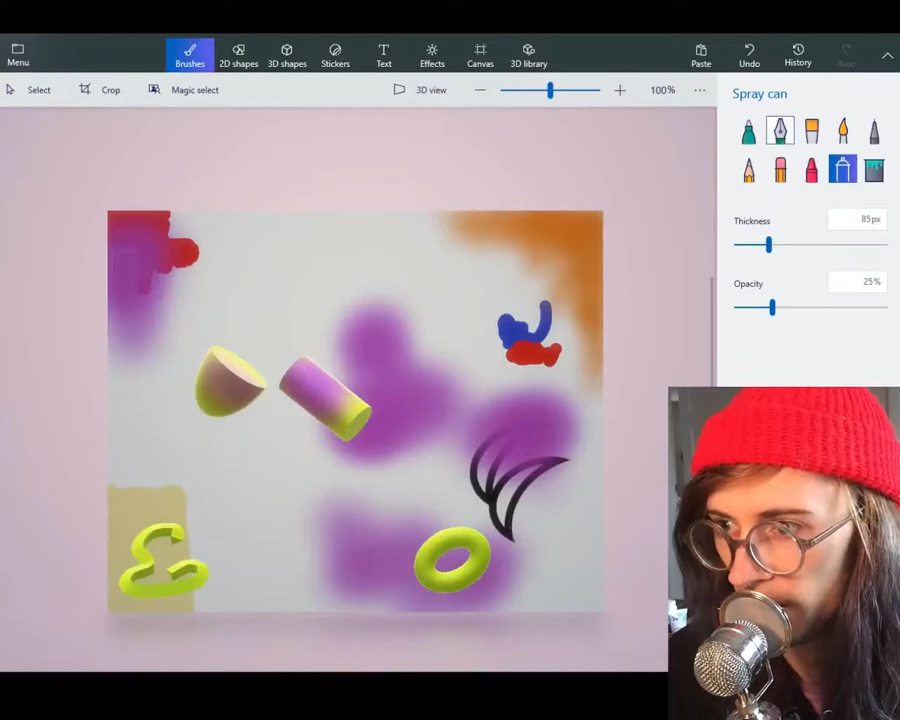 Menu
Brushes
2D shapes
3D shapes
Stickers
Text
Effects
Canvas
3D library
Paste
Undo
History
Redo
Select
Crop
Magic select
3D view
100%
Spray can
Thickness
85px
Opacity
25%